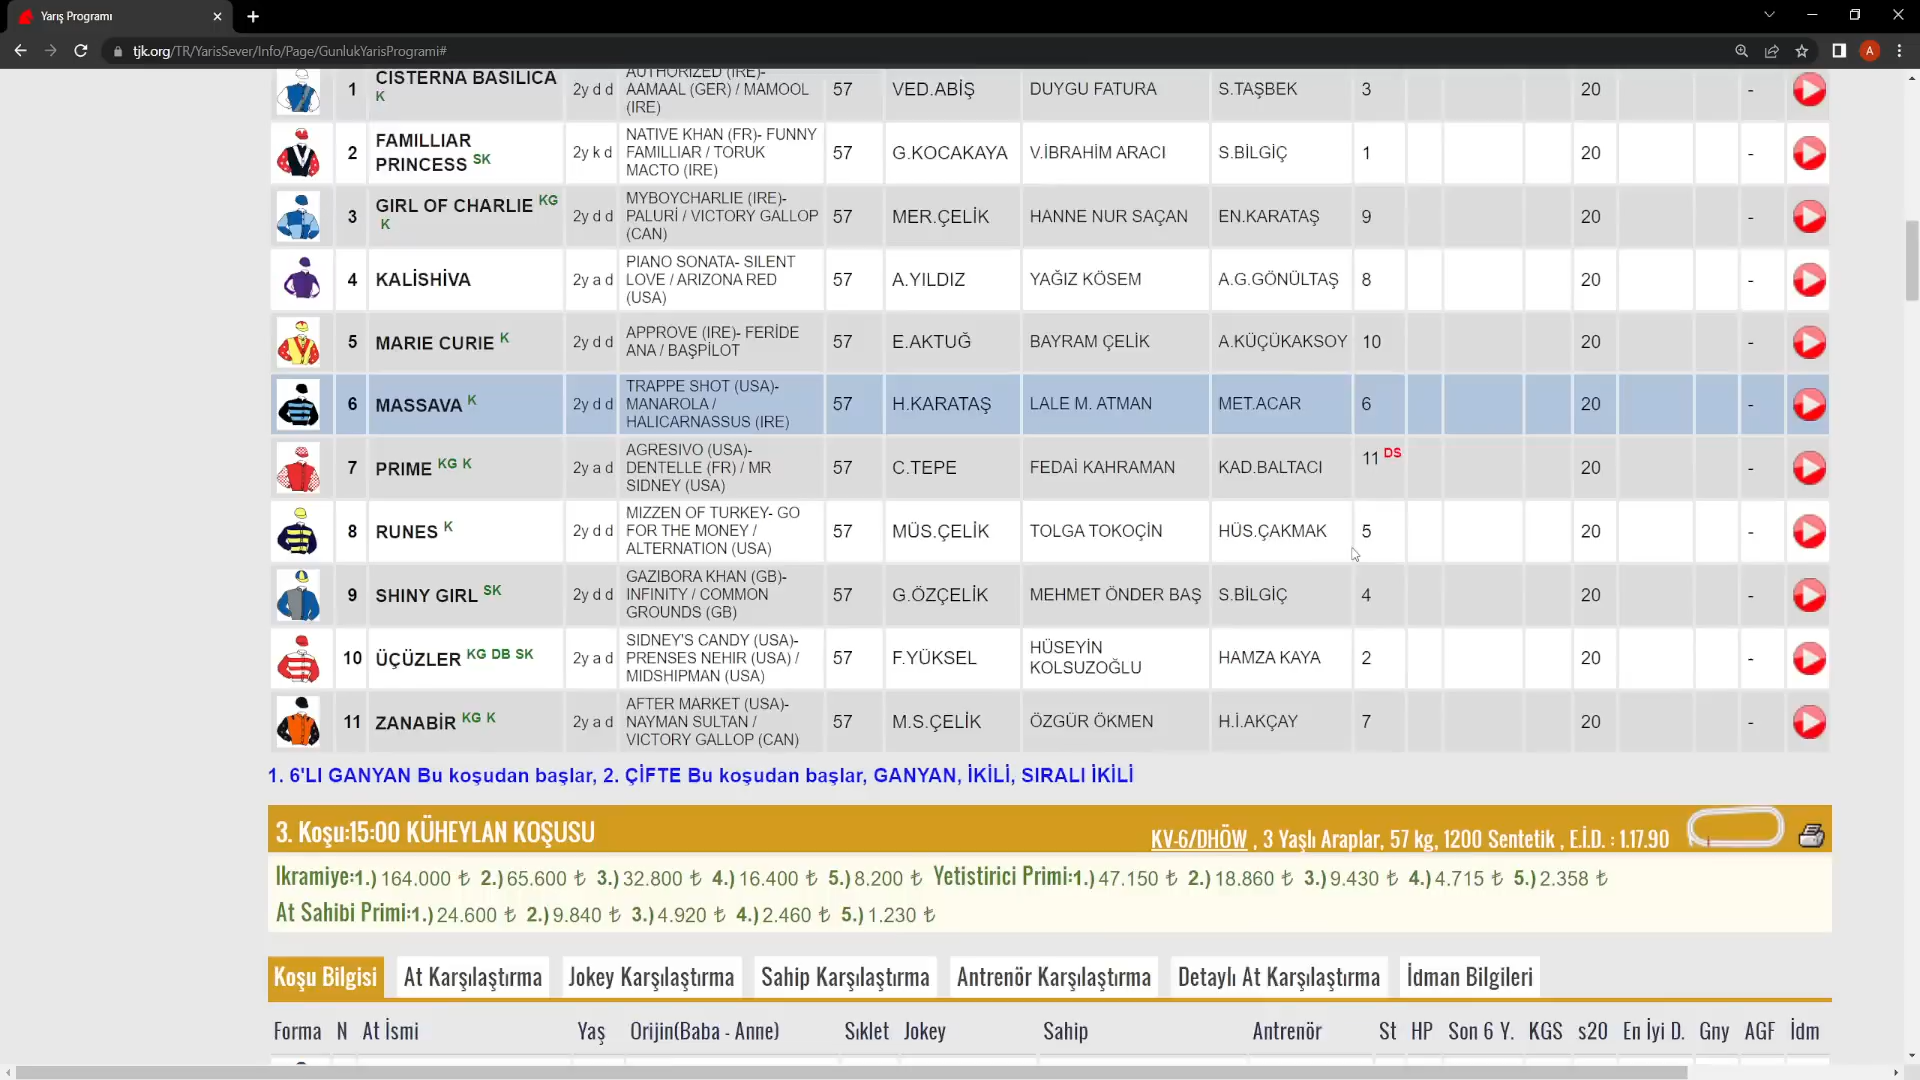 Yarış Programı
tjk.org/TR/YarisSever/Info/Page/GunlukYarisProgrami#
A
1 CISTERNA BASILICA K 2y d d AUTHORIZED (IRE)- AAMAAL (GER) / MAMOOL (IRE) 57 VED.ABİŞ DUYGU FATURA S.TAŞBEK 3 20 -
2 FAMILLIAR PRINCESS SK 2y k d NATIVE KHAN (FR)- FUNNY FAMILLIAR / TORUK MACTO (IRE) 57 G.KOCAKAYA V.İBRAHİM ARACI S.BİLGİÇ 1 20 -
3 GIRL OF CHARLIE KG K 2y d d MYBOYCHARLIE (IRE)- PALURİ / VICTORY GALLOP (CAN) 57 MER.ÇELİK HANNE NUR SAÇAN EN.KARATAŞ 9 20 -
4 KALİSHİVA 2y a d PIANO SONATA- SILENT LOVE / ARIZONA RED (USA) 57 A.YILDIZ YAĞIZ KÖSEM A.G.GÖNÜLTAŞ 8 20 -
5 MARIE CURIE K 2y d d APPROVE (IRE)- FERİDE ANA / BAŞPİLOT 57 E.AKTUĞ BAYRAM ÇELİK A.KÜÇÜKAKSOY 10 20 -
6 MASSAVA K 2y d d TRAPPE SHOT (USA)- MANAROLA / HALICARNASSUS (IRE) 57 H.KARATAŞ LALE M. ATMAN MET.ACAR 6 20 -
7 PRIME KG K 2y a d AGRESIVO (USA)- DENTELLE (FR) / MR SIDNEY (USA) 57 C.TEPE FEDAİ KAHRAMAN KAD.BALTACI 11 DS 20 -
8 RUNES K 2y d d MIZZEN OF TURKEY- GO FOR THE MONEY / ALTERNATION (USA) 57 MÜS.ÇELİK TOLGA TOKOÇİN HÜS.ÇAKMAK 5 20 -
9 SHINY GIRL SK 2y d d GAZIBORA KHAN (GB)- INFINITY / COMMON GROUNDS (GB) 57 G.ÖZÇELİK MEHMET ÖNDER BAŞ S.BİLGİÇ 4 20 -
10 ÜÇÜZLER KG DB SK 2y a d SIDNEY'S CANDY (USA)- PRENSES NEHIR (USA) / MIDSHIPMAN (USA) 57 F.YÜKSEL HÜSEYİN KOLSUZOĞLU HAMZA KAYA 2 20 -
11 ZANABİR KG K 2y a d AFTER MARKET (USA)- NAYMAN SULTAN / VICTORY GALLOP (CAN) 57 M.S.ÇELİK ÖZGÜR ÖKMEN H.İ.AKÇAY 7 20 -
1. 6'LI GANYAN Bu koşudan başlar, 2. ÇİFTE Bu koşudan başlar, GANYAN, İKİLİ, SIRALI İKİLİ
3. Koşu:15:00 KÜHEYLAN KOŞUSU KV-6/DHÖW , 3 Yaşlı Araplar, 57 kg, 1200 Sentetik , E.İ.D. : 1.17.90
Ikramiye:1.) 164.000 ₺ 2.) 65.600 ₺ 3.) 32.800 ₺ 4.) 16.400 ₺ 5.) 8.200 ₺ Yetistirici Primi:1.) 47.150 ₺ 2.) 18.860 ₺ 3.) 9.430 ₺ 4.) 4.715 ₺ 5.) 2.358 ₺
At Sahibi Primi:1.) 24.600 ₺ 2.) 9.840 ₺ 3.) 4.920 ₺ 4.) 2.460 ₺ 5.) 1.230 ₺
Koşu Bilgisi At Karşılaştırma Jokey Karşılaştırma Sahip Karşılaştırma Antrenör Karşılaştırma Detaylı At Karşılaştırma İdman Bilgileri
Forma N At İsmi Yaş Orijin(Baba - Anne) Sıklet Jokey Sahip Antrenör St HP Son 6 Y. KGS s20 En İyi D. Gny AGF İdm